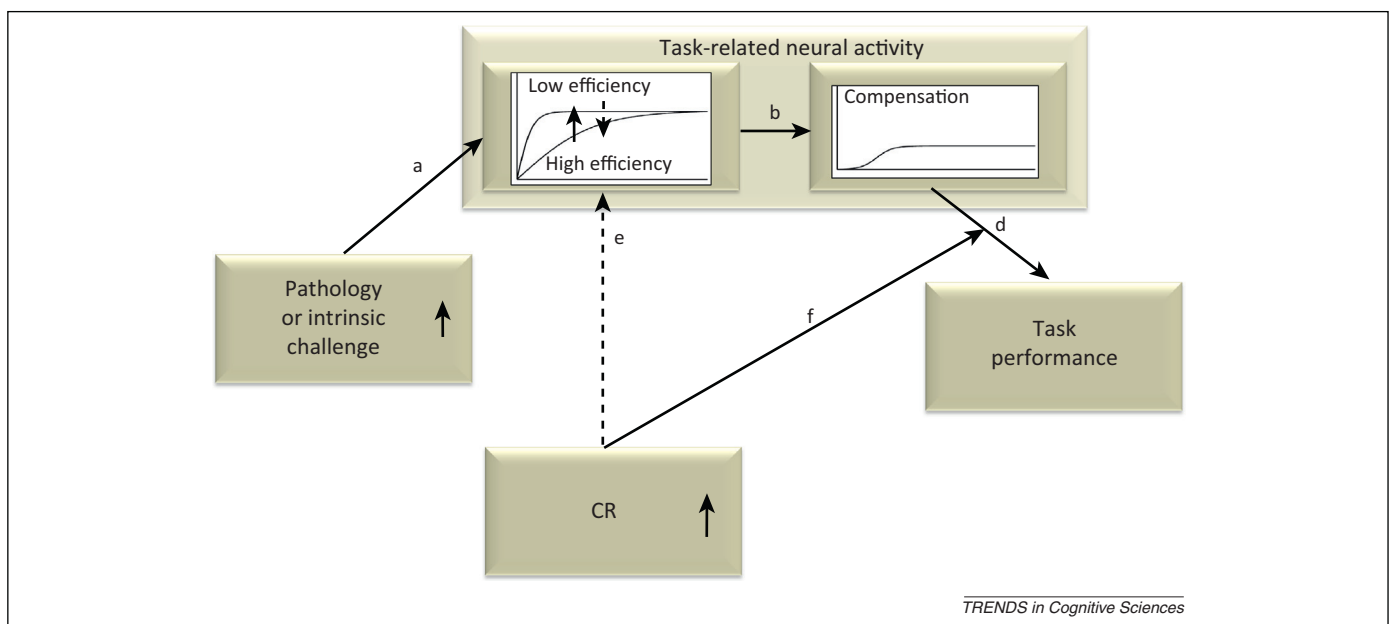 Task-related neural activity
Low efficiency
High efficiency
b
Compensation
a
e
d
Pathology
or intrinsic
challenge
f
Task
performance
CR
TRENDS in Cognitive Sciences